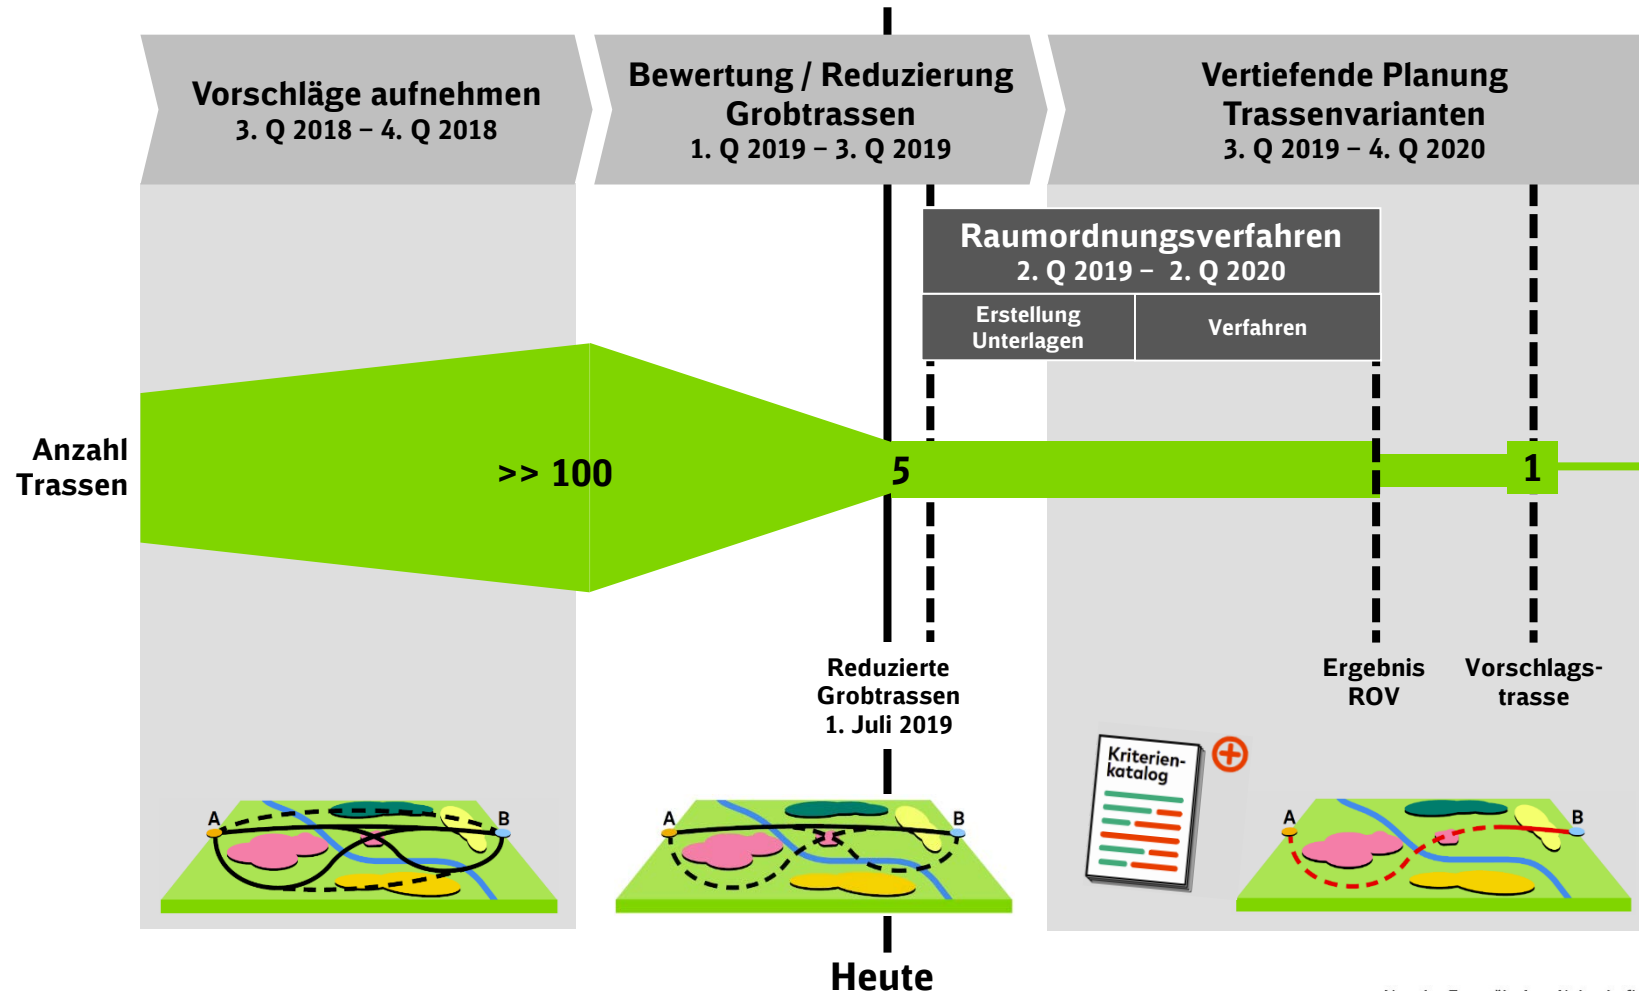 Vorschläge aufnehmen
3. Q 2018 – 4. Q 2018
Bewertung / Reduzierung
Grobtrassen
1. Q 2019 – 3. Q 2019
Vertiefende Planung
Trassenvarianten
3. Q 2019 – 4. Q 2020
Raumordnungsverfahren
2. Q 2019 – 2. Q 2020
Erstellung
Unterlagen
Verfahren
Anzahl
Trassen
>> 100
5
1
Reduzierte
Grobtrassen
1. Juli 2019
Ergebnis
ROV
Vorschlags-
trasse
Kriterien-
katalog
A
B
A
B
A
B
Heute